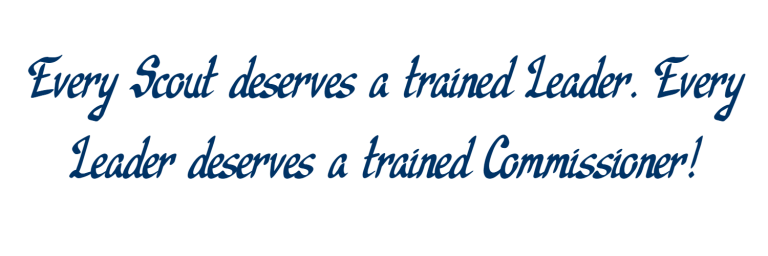 Every Scout deserves a trained Leader. Every
Leader deserves a trained Commissioner!